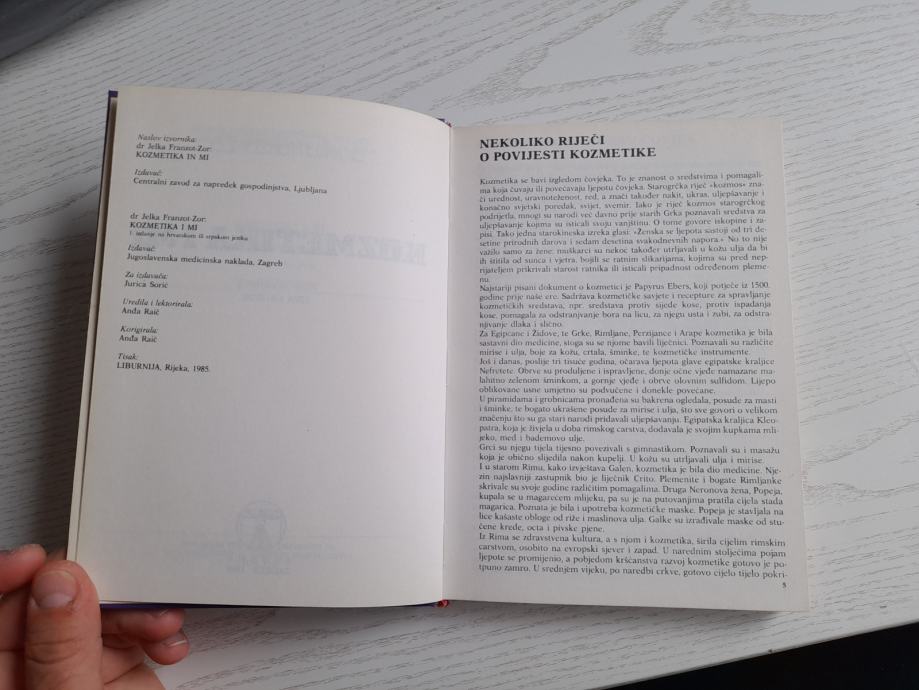 Naslov izvornika:
dr Jelka Franzot-Zor:
KOZMETIKA IN MI
Izdavač:
Centralni zavod za napredek gospodinjstva, Ljubljana
dr Jelka Franzot-Zor:
KOZMETIKA I MI
1. izdanje na hrvatskom ili srpskom jeziku
Izdavač:
Jugoslavenska medicinska naklada, Zagreb
Za izdavača:
Jurica Sorić
Uredila i lektorirala:
Anda Raič
Korigirala:
Anda Raič
Tisak:
LIBURNIJA, Rijeka, 1985.
NEKOLIKO RIJEČI
O POVIJESTI KOZMETIKE
Kozmetika se bavi izgledom čovjeka. To je znanost o sredstvima i pomagali-
ma koja čuvaju ili povećavaju ljepotu čovjeka. Starogrčka riječ «kozmos» zna-
či urednost, uravnoteženost, red, a znači također nakit, ukras, uljepšavanje i
konačno svjetski poredak, svijet, svemir. Iako je riječ kozmos starogrčkog
podrijetla, mnogi su narodi već davno prije starih Grka poznavali sredstva za
uljepšavanje kojima su isticali svoju vanjštinu. O tome govore iskopine i za-
pisi. Tako jedna starokineska izreka glasi: «Ženska se ljepota sastoji od tri de-
setine prirodnih darova i sedam desetina svakodnevnih napora.» No to nije
važilo samo za žene: muškarci su nekoć također utrljavali u kožu ulja da bi
ih štitila od sunca i vjetra, bojili se ratnim slikarijama, kojima su pred nep-
rijateljem prikrivali starost ratnika ili isticali pripadnost određenom pleme-
nu.
Najstariji pisani dokument o kozmetici je Papyrus Ebers, koji potječe iz 1500.
godine prije naše ere. Sadržava kozmetičke savjete i recepture za spravljanje
kozmetičkih sredstava, npr. sredstva protiv sijede kose, protiv ispadanja
kose, pomagala za odstranjivanje bora na licu, za njegu usta i zubi, za odstra-
njivanje dlaka i slično.
Za Egipćane i Židove, te Grke, Rimljane, Perzijance i Arape kozmetika je bila
sastavni dio medicine, stoga su se njome bavili liječnici. Poznavali su različite
mirise i ulja, boje za kožu, crtala, šminke, te kozmetičke instrumente.
Još i danas, poslije tri tisuće godina, očarava ljepota glave egipatske kraljice
Nefretete. Obrve su produljene i ispravljene, donje očne vjeđe namazane ma-
lahitno zelenom šminkom, a gornje vjeđe i obrve olovnim sulfidom. Lijepo
oblikovane usne umjetno su podvučene i donekle povećane.
U piramidama i grobnicama pronađena su bakrena ogledala, posude za masti
i šminke, te bogato ukrašene posude za mirise i ulja, što sve govori o velikom
značenju što su ga stari narodi pridavali uljepšavanju. Egipatska kraljica Kleo-
patra, koja je živjela u doba rimskog carstva, dodavala je svojim kupkama mli-
jeko, med i bademovo ulje.
Grci su njegu tijela tijesno povezivali s gimnastikom. Poznavali su i masažu
koja je obično slijedila nakon kupelji. U kožu su utrljavali ulja i mirise.
I u starom Rimu, kako izvještava Galen, kozmetika je bila dio medicine. Nje-
zin najslavniji zastupnik bio je liječnik Crito. Plemenite i bogate Rimljanke
skrivale su svoje godine različitim pomagalima. Druga Neronova žena, Popeja,
kupala se u magarećem mlijeku, pa su je na putovanjima pratila cijela stada
magarica. Poznata je bila i upotreba kozmetičke maske. Popeja je stavljala na
lice kašaste obloge od riže i maslinova ulja. Galke su izrađivale maske od stu-
čene krede, octa i pivske pjene.
Iz Rima se zdravstvena kultura, a s njom i kozmetika, širila cijelim rimskim
carstvom, osobito na evropski sjever i zapad. U narednim stoljećima pojam
ljepote se promijenio, a pobjedom kršćanstva razvoj kozmetike gotovo je po-
tpuno zamro. U srednjem vijeku, po naredbi crkve, gotovo cijelo tijelo pokri-
5